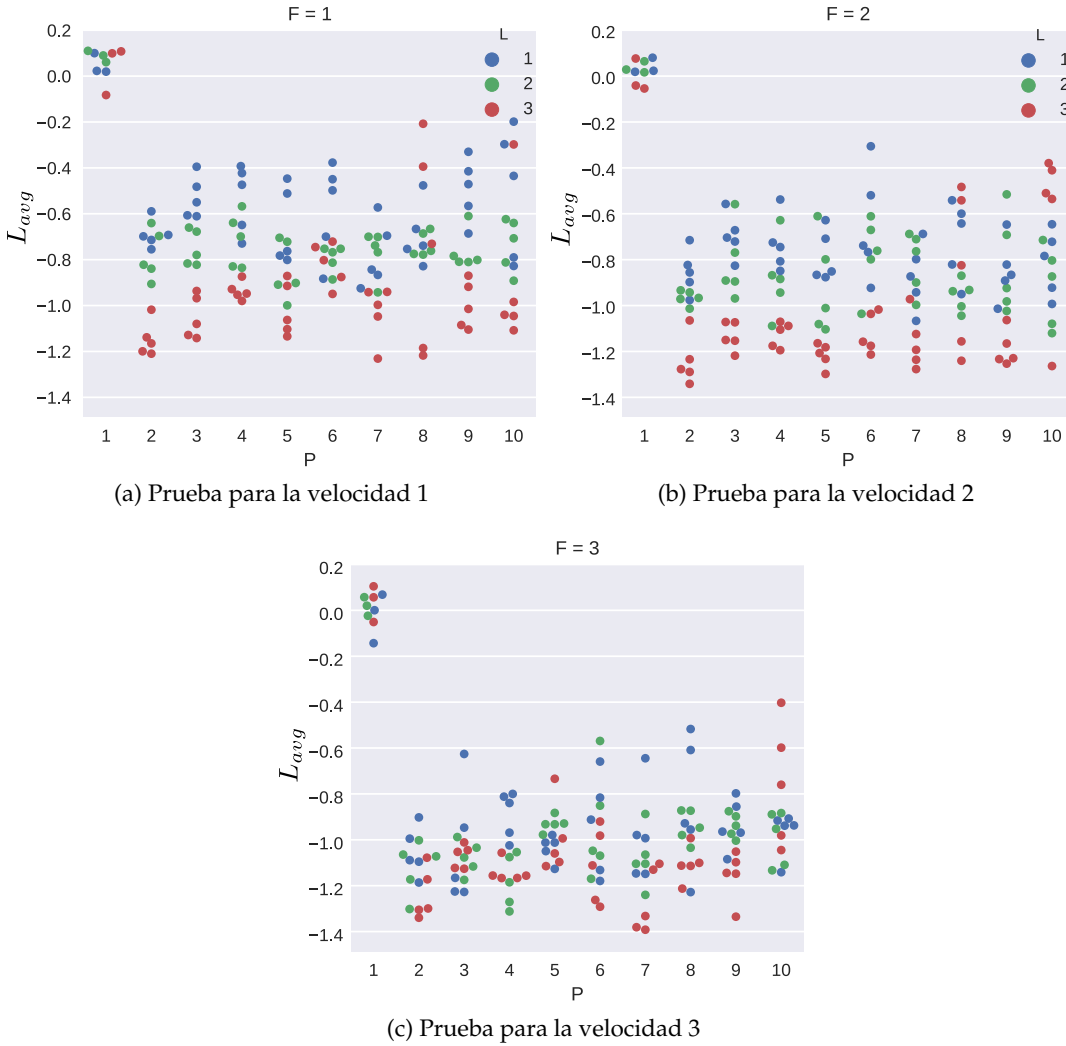 F = 1
L
1
2
3
0.2
0.0
−0.2
−0.4
−0.6
−0.8
−1.0
−1.2
−1.4
L_avg
1 2 3 4 5 6 7 8 9 10
P
(a) Prueba para la velocidad 1
F = 2
L
1
2
3
0.2
0.0
−0.2
−0.4
−0.6
−0.8
−1.0
−1.2
−1.4
L_avg
1 2 3 4 5 6 7 8 9 10
P
(b) Prueba para la velocidad 2
F = 3
0.2
0.0
−0.2
−0.4
−0.6
−0.8
−1.0
−1.2
−1.4
L_avg
1 2 3 4 5 6 7 8 9 10
P
(c) Prueba para la velocidad 3